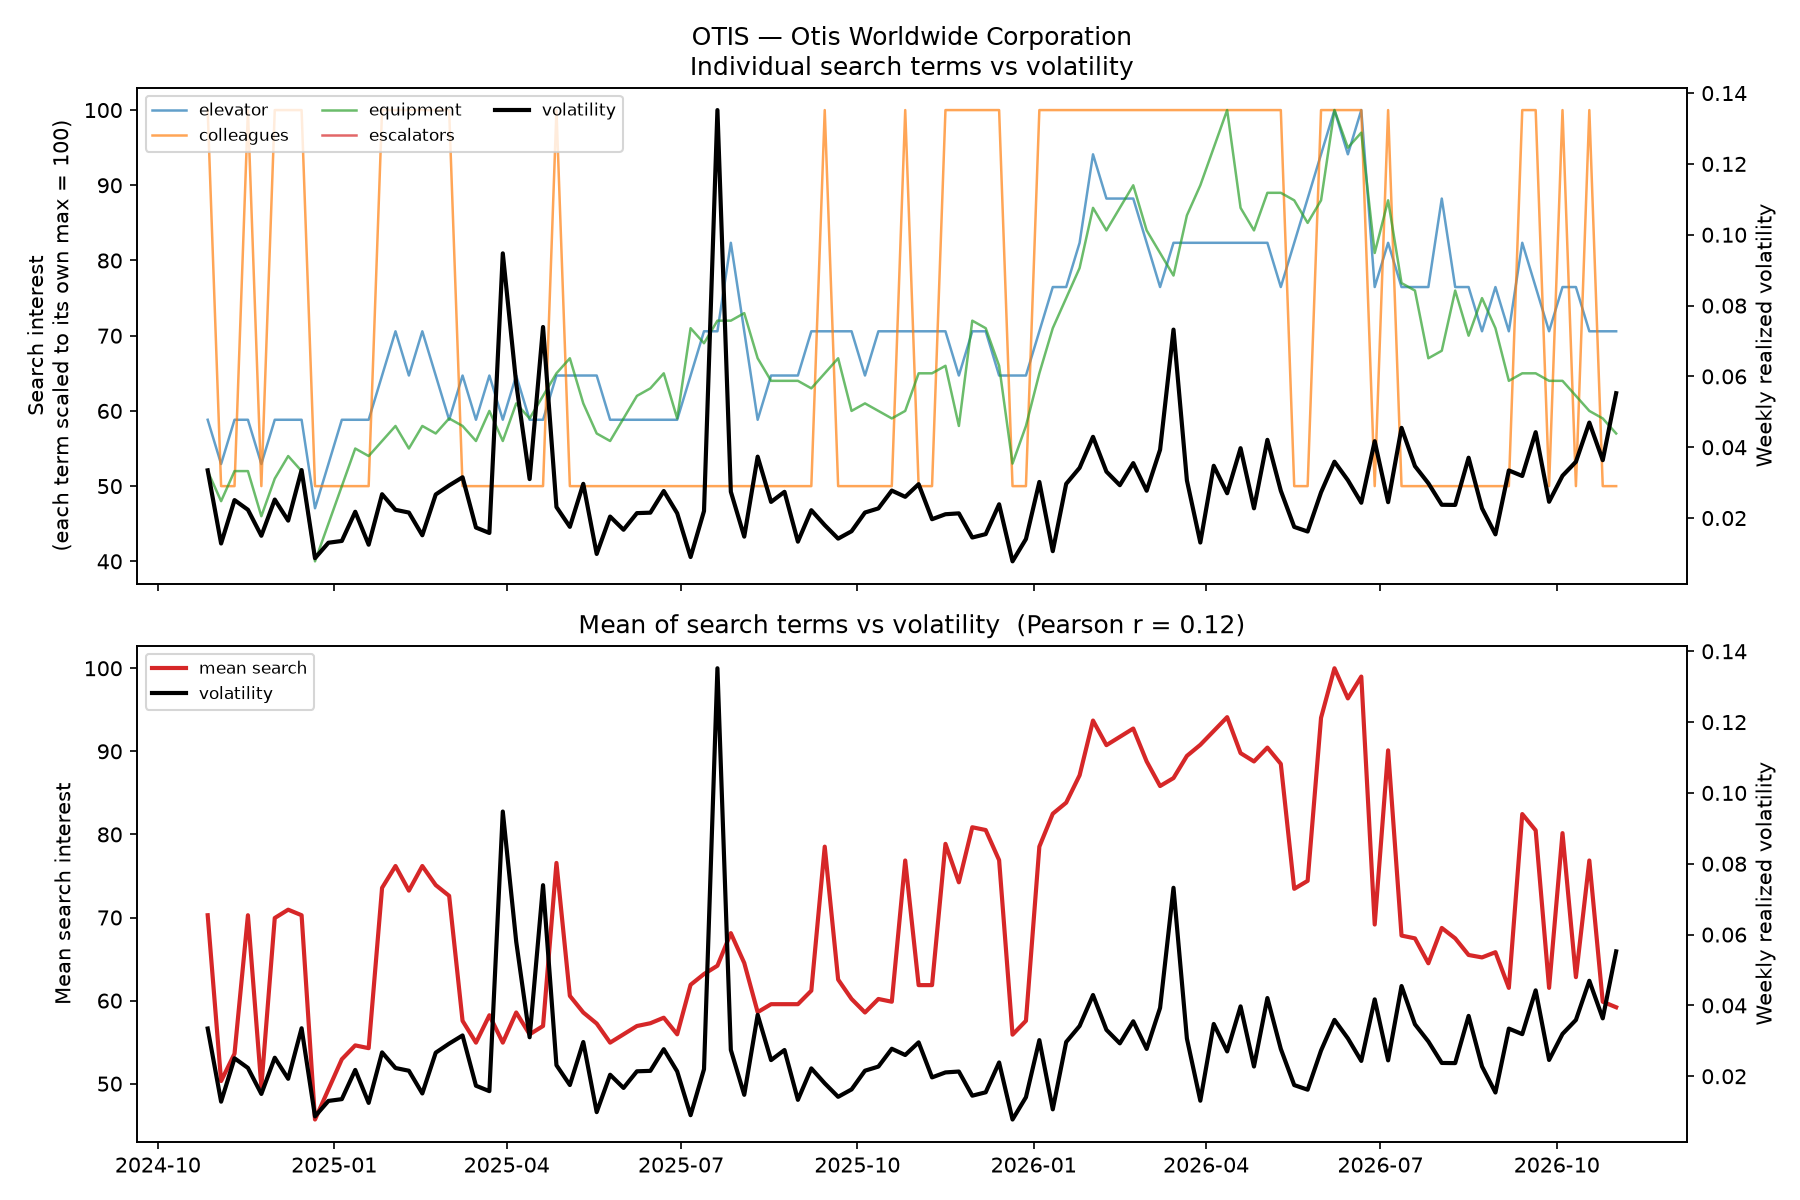 OTIS — Otis Worldwide Corporation
Individual search terms vs volatility
elevator
colleagues
equipment
escalators
volatility
100
90
80
70
60
50
40
Search interest
(each term scaled to its own max = 100)
0.14
0.12
0.10
0.08
0.06
0.04
0.02
Weekly realized volatility
Mean of search terms vs volatility (Pearson r = 0.12)
mean search
volatility
100
90
80
70
60
50
Mean search interest
0.14
0.12
0.10
0.08
0.06
0.04
0.02
Weekly realized volatility
2024-10
2025-01
2025-04
2025-07
2025-10
2026-01
2026-04
2026-07
2026-10